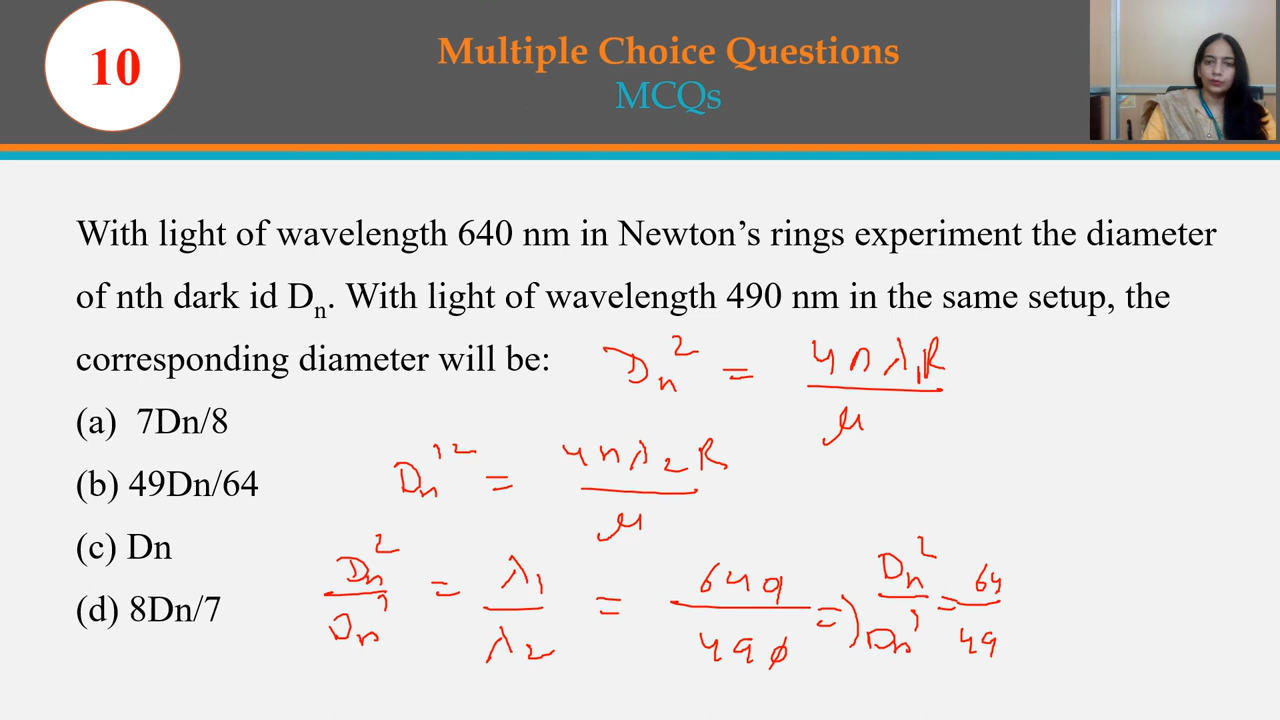 10
Multiple Choice Questions
MCQs
With light of wavelength 640 nm in Newton’s rings experiment the diameter
of nth dark id Dn. With light of wavelength 490 nm in the same setup, the
corresponding diameter will be:
Dn² = 4nλ₁R / μ
(a) 7Dn/8
Dn'² = 4nλ₂R / μ
(b) 49Dn/64
(c) Dn
Dn² / Dn' = λ₁ / λ₂ = 640 / 490 ⇒ Dn² / Dn' = 64 / 49
(d) 8Dn/7